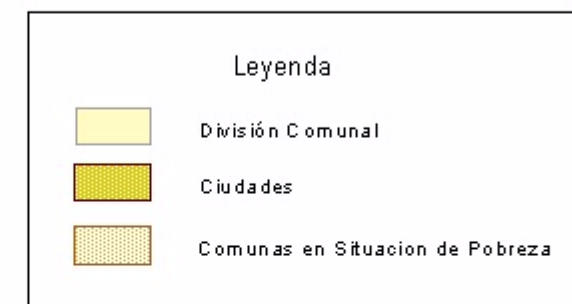 Leyenda
División Comunal
Ciudades
Comunas en Situacion de Pobreza